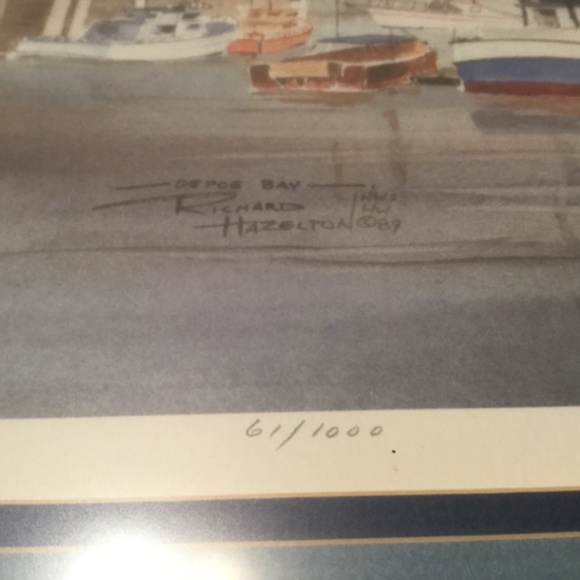 DEPOE BAY
RICHARD
HAZELTON ©89
61/1000